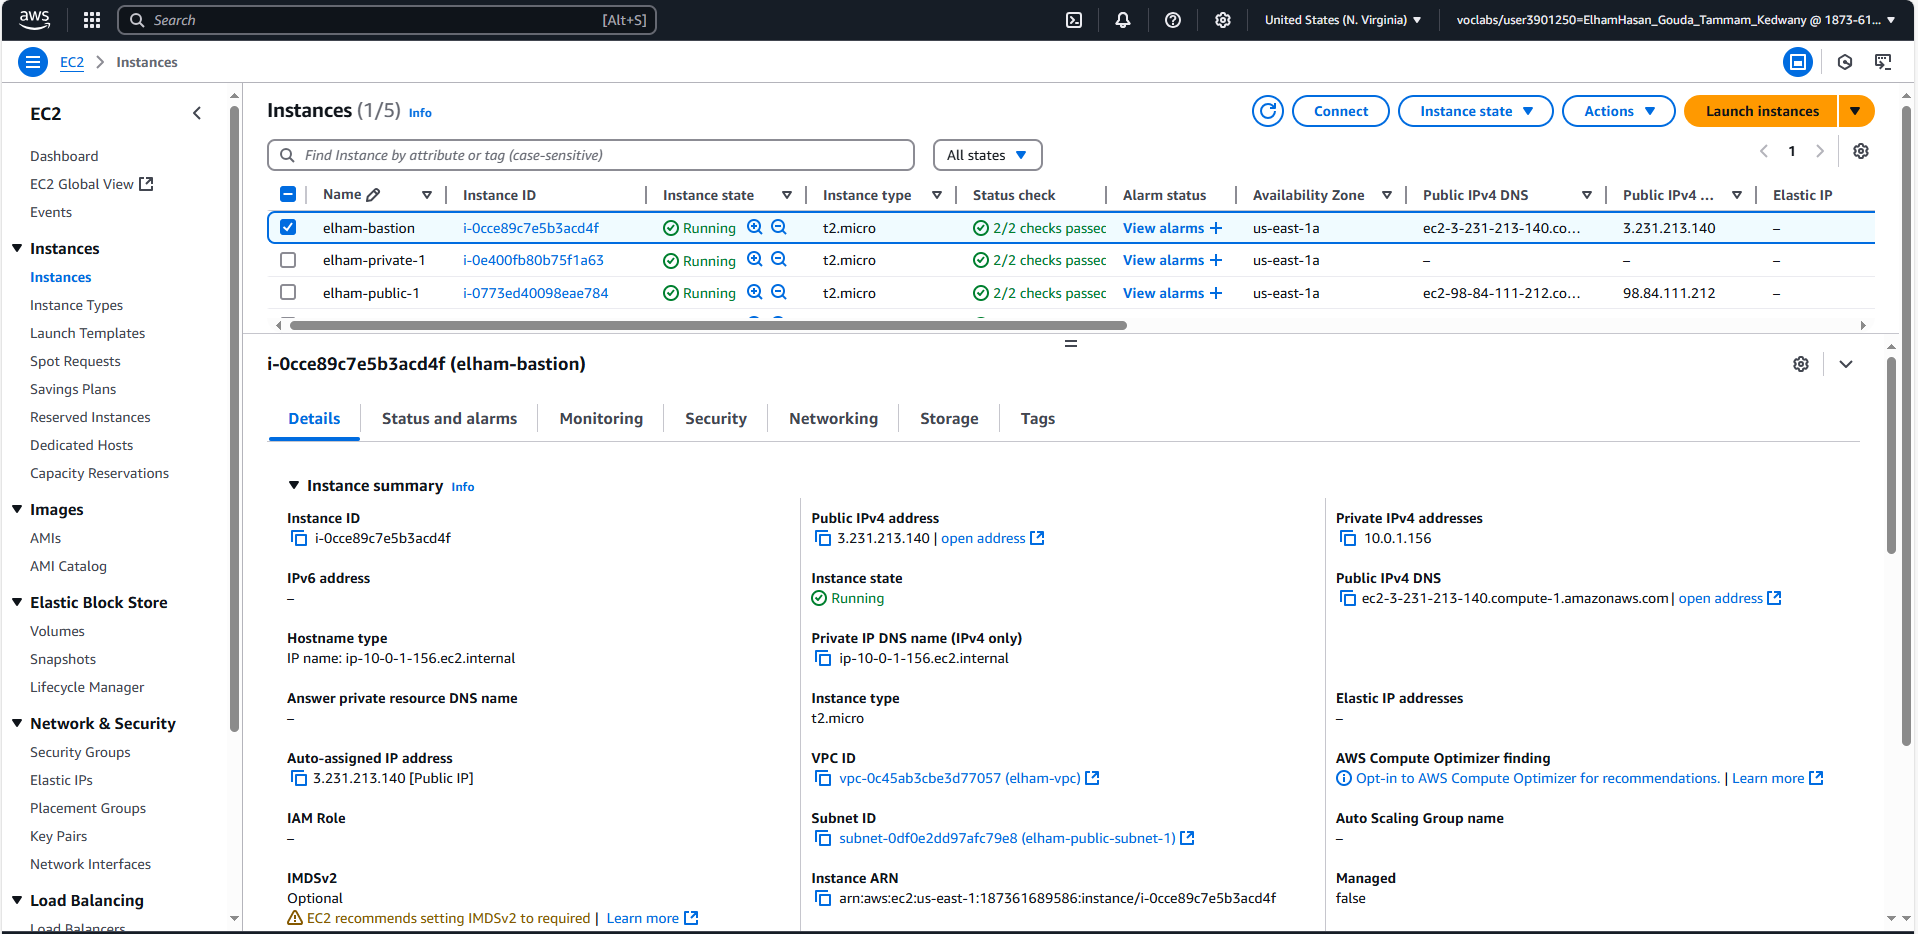 aws
Search [Alt+S]
United States (N. Virginia)
voclabs/user3901250=ElhamHasan_Gouda_Tammam_Kedwany @ 1873-61...
EC2 Instances
EC2
Dashboard
EC2 Global View
Events
Instances
Instances
Instance Types
Launch Templates
Spot Requests
Savings Plans
Reserved Instances
Dedicated Hosts
Capacity Reservations
Images
AMIs
AMI Catalog
Elastic Block Store
Volumes
Snapshots
Lifecycle Manager
Network & Security
Security Groups
Elastic IPs
Placement Groups
Key Pairs
Network Interfaces
Load Balancing
Load Balancers
Instances (1/5) Info
Connect
Instance state
Actions
Launch instances
Find Instance by attribute or tag (case-sensitive)
All states
1
Name Instance ID Instance state Instance type Status check Alarm status Availability Zone Public IPv4 DNS Public IPv4 ... Elastic IP
elham-bastion i-0cce89c7e5b3acd4f Running t2.micro 2/2 checks passec View alarms + us-east-1a ec2-3-231-213-140.co... 3.231.213.140 –
elham-private-1 i-0e400fb80b75f1a63 Running t2.micro 2/2 checks passec View alarms + us-east-1a – – –
elham-public-1 i-0773ed40098eae784 Running t2.micro 2/2 checks passec View alarms + us-east-1a ec2-98-84-111-212.co... 98.84.111.212 –
i-0cce89c7e5b3acd4f (elham-bastion)
Details Status and alarms Monitoring Security Networking Storage Tags
Instance summary Info
Instance ID
i-0cce89c7e5b3acd4f
Public IPv4 address
3.231.213.140 | open address
Private IPv4 addresses
10.0.1.156
IPv6 address
–
Instance state
Running
Public IPv4 DNS
ec2-3-231-213-140.compute-1.amazonaws.com | open address
Hostname type
IP name: ip-10-0-1-156.ec2.internal
Private IP DNS name (IPv4 only)
ip-10-0-1-156.ec2.internal
Answer private resource DNS name
–
Instance type
t2.micro
Elastic IP addresses
–
Auto-assigned IP address
3.231.213.140 [Public IP]
VPC ID
vpc-0c45ab3cbe3d77057 (elham-vpc)
AWS Compute Optimizer finding
Opt-in to AWS Compute Optimizer for recommendations. | Learn more
IAM Role
–
Subnet ID
subnet-0df0e2dd97afc79e8 (elham-public-subnet-1)
Auto Scaling Group name
–
IMDSv2
Optional
EC2 recommends setting IMDSv2 to required | Learn more
Instance ARN
arn:aws:ec2:us-east-1:187361689586:instance/i-0cce89c7e5b3acd4f
Managed
false